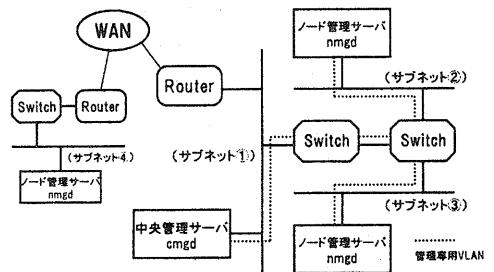 WAN
ノード管理サーバ
nmgd
Router
(サブネット②)
Switch
Router
(サブネット④)
(サブネット①)
Switch
Switch
ノード管理サーバ
nmgd
(サブネット③)
中央管理サーバ
cmgd
ノード管理サーバ
nmgd
管理専用VLAN